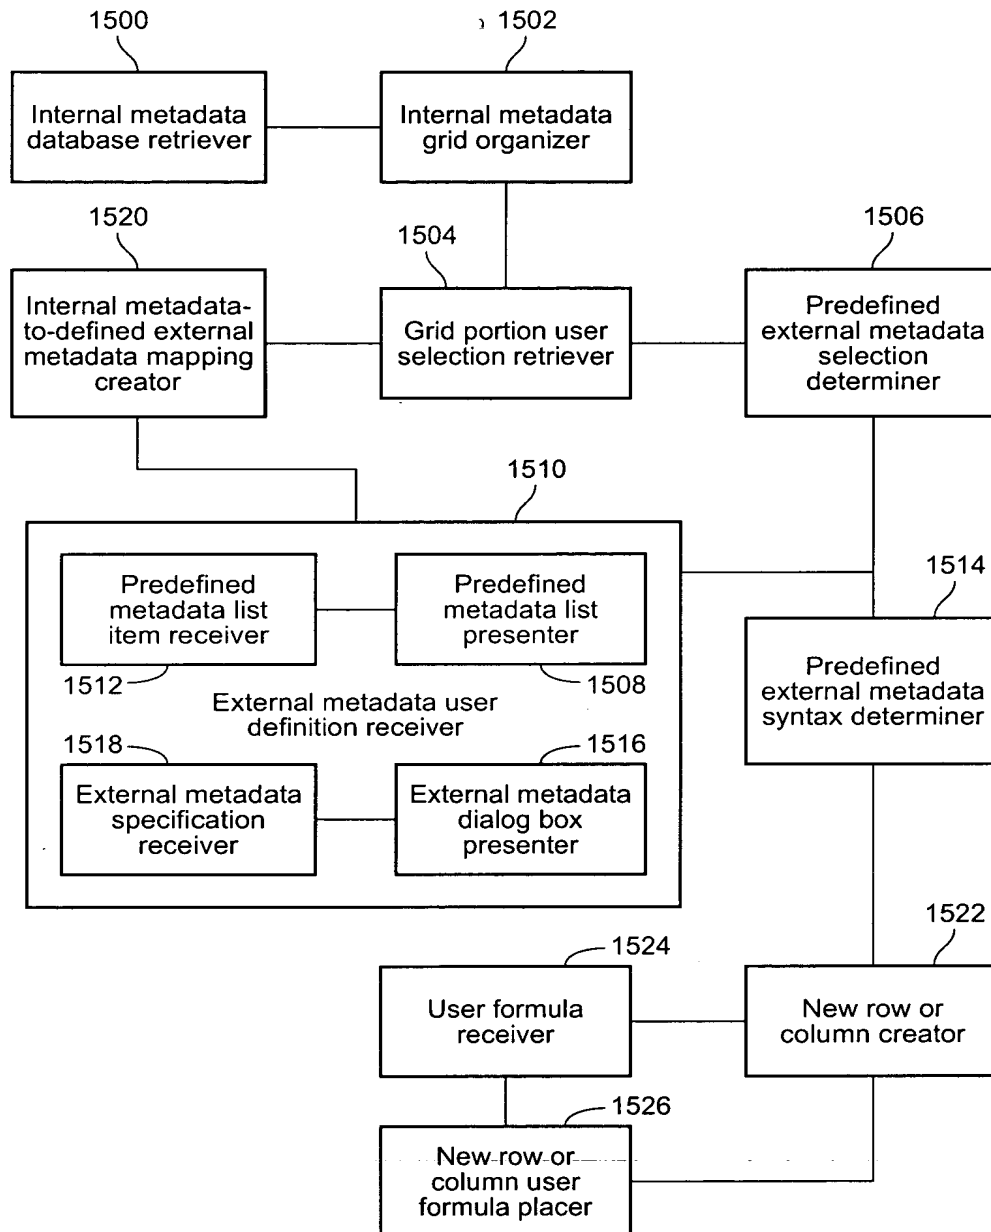 1500
1502
Internal metadata
database retriever
Internal metadata
grid organizer
1520
1504
1506
Internal metadata-
to-defined external
metadata mapping
creator
Grid portion user
selection retriever
Predefined
external metadata
selection
determiner
1510
Predefined
metadata list
item receiver
Predefined
metadata list
presenter
1514
1512
1508
External metadata user
definition receiver
Predefined
external metadata
syntax determiner
1518
1516
External metadata
specification
receiver
External metadata
dialog box
presenter
1522
1524
User formula
receiver
New row or
column creator
1526
New row or
column user
formula placer